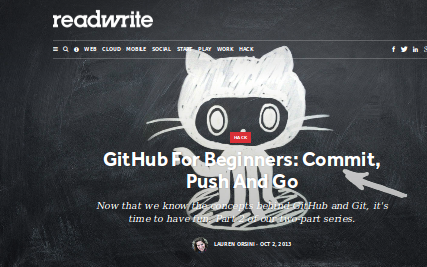 readwrite
WEB CLOUD MOBILE SOCIAL START PLAY WORK HACK
HACK
GitHub For Beginners: Commit,
Push And Go
Now that we know the concepts behind GitHub and Git, it's
time to have fun. Part 2 of our two-part series.
LAUREN ORSINI · OCT 2, 2013